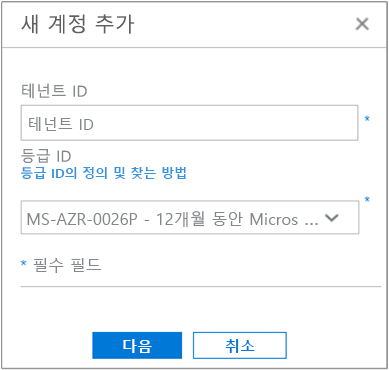 새 계정 추가
테넌트 ID
테넌트 ID
*
등급 ID
등급 ID의 정의 및 찾는 방법
*
MS-AZR-0026P - 12개월 동안 Micros ...
* 필수 필드
다음
취소